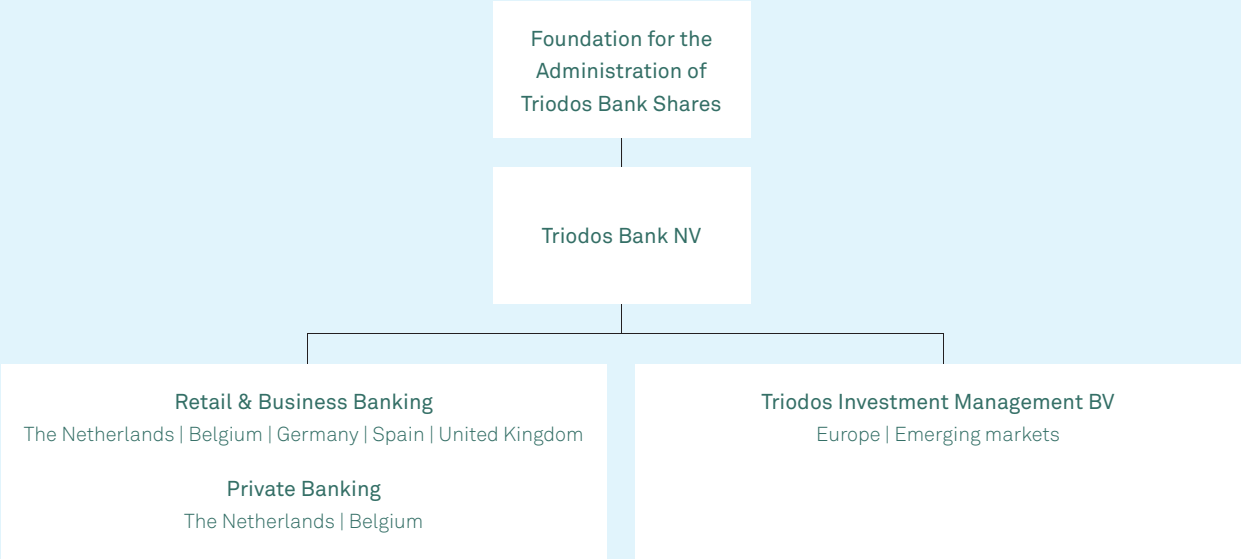 Foundation for the
Administration of
Triodos Bank Shares
Triodos Bank NV
Retail & Business Banking
The Netherlands | Belgium | Germany | Spain | United Kingdom
Private Banking
The Netherlands | Belgium
Triodos Investment Management BV
Europe | Emerging markets